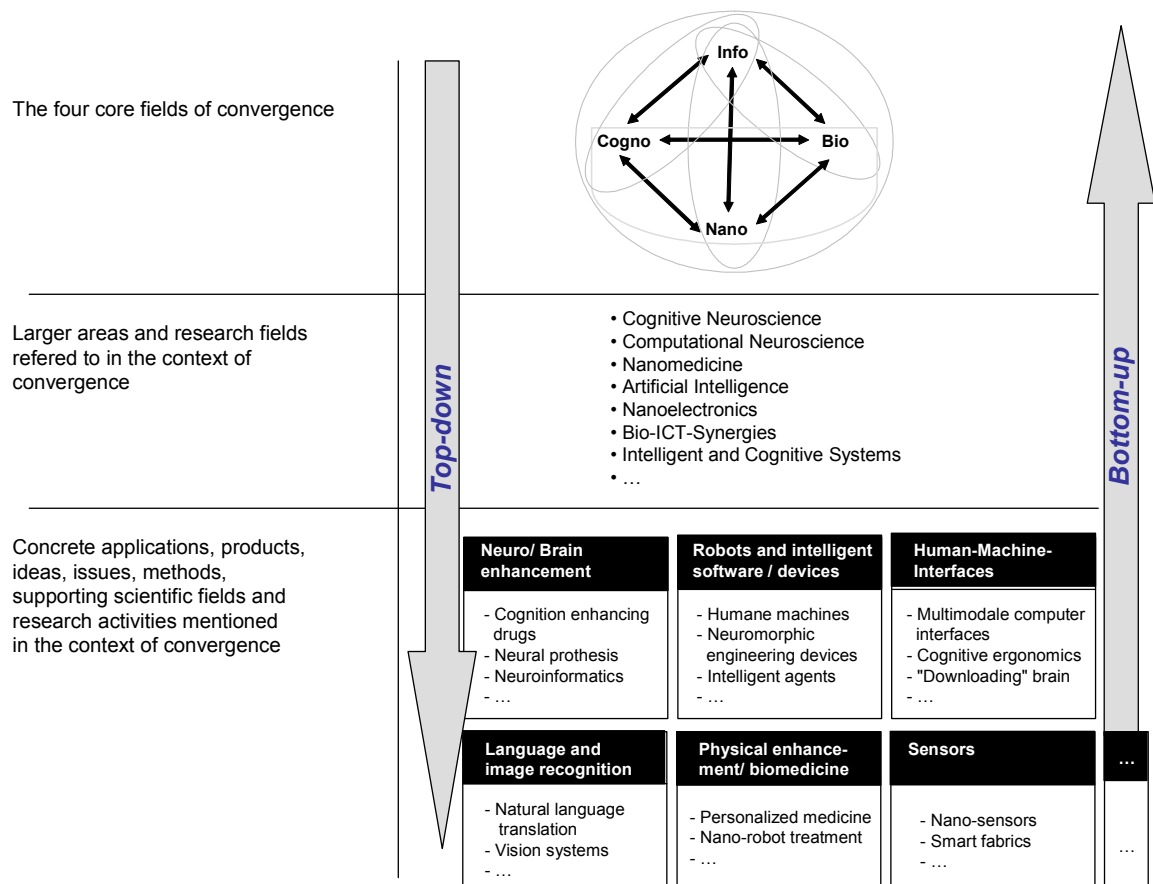 The four core fields of convergence
Info
Cogno
Bio
Nano
Larger areas and research fields
refered to in the context of
convergence
• Cognitive Neuroscience
• Computational Neuroscience
• Nanomedicine
• Artificial Intelligence
• Nanoelectronics
• Bio-ICT-Synergies
• Intelligent and Cognitive Systems
• …
Top-down
Bottom-up
Concrete applications, products,
ideas, issues, methods,
supporting scientific fields and
research activities mentioned
in the context of convergence
Neuro/ Brain
enhancement
- Cognition enhancing
drugs
- Neural prothesis
- Neuroinformatics
- …
Robots and intelligent
software / devices
- Humane machines
- Neuromorphic
engineering devices
- Intelligent agents
- …
Human-Machine-
Interfaces
- Multimodale computer
interfaces
- Cognitive ergonomics
- "Downloading" brain
- …
Language and
image recognition
- Natural language
translation
- Vision systems
- …
Physical enhance-
ment/ biomedicine
- Personalized medicine
- Nano-robot treatment
- …
Sensors
- Nano-sensors
- Smart fabrics
- …
…
…